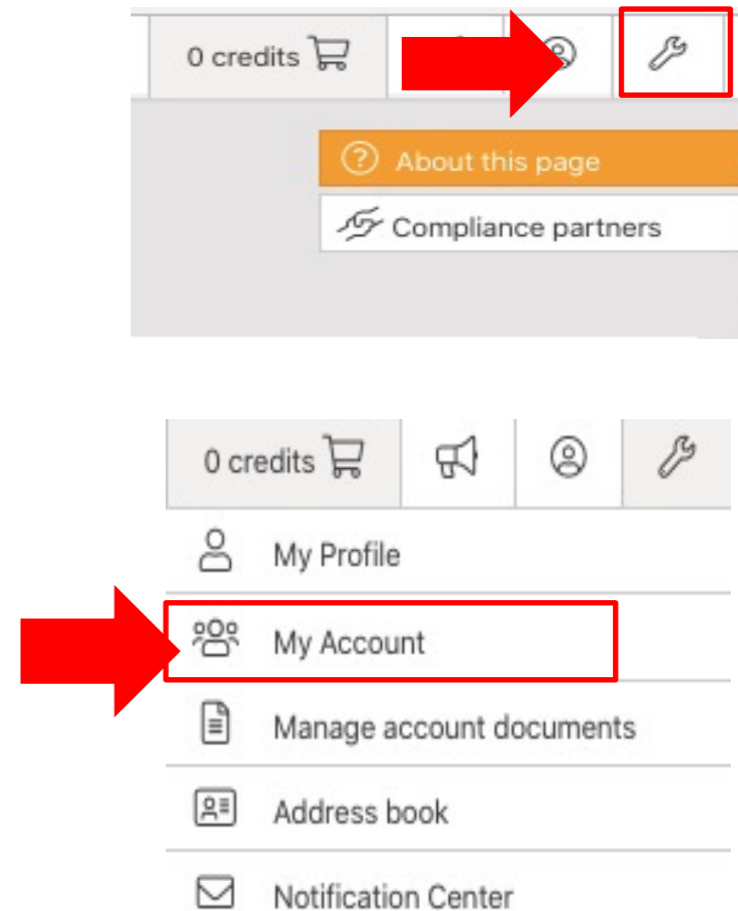 0 credits
About this page
Compliance partners
0 credits
My Profile
My Account
Manage account documents
Address book
Notification Center